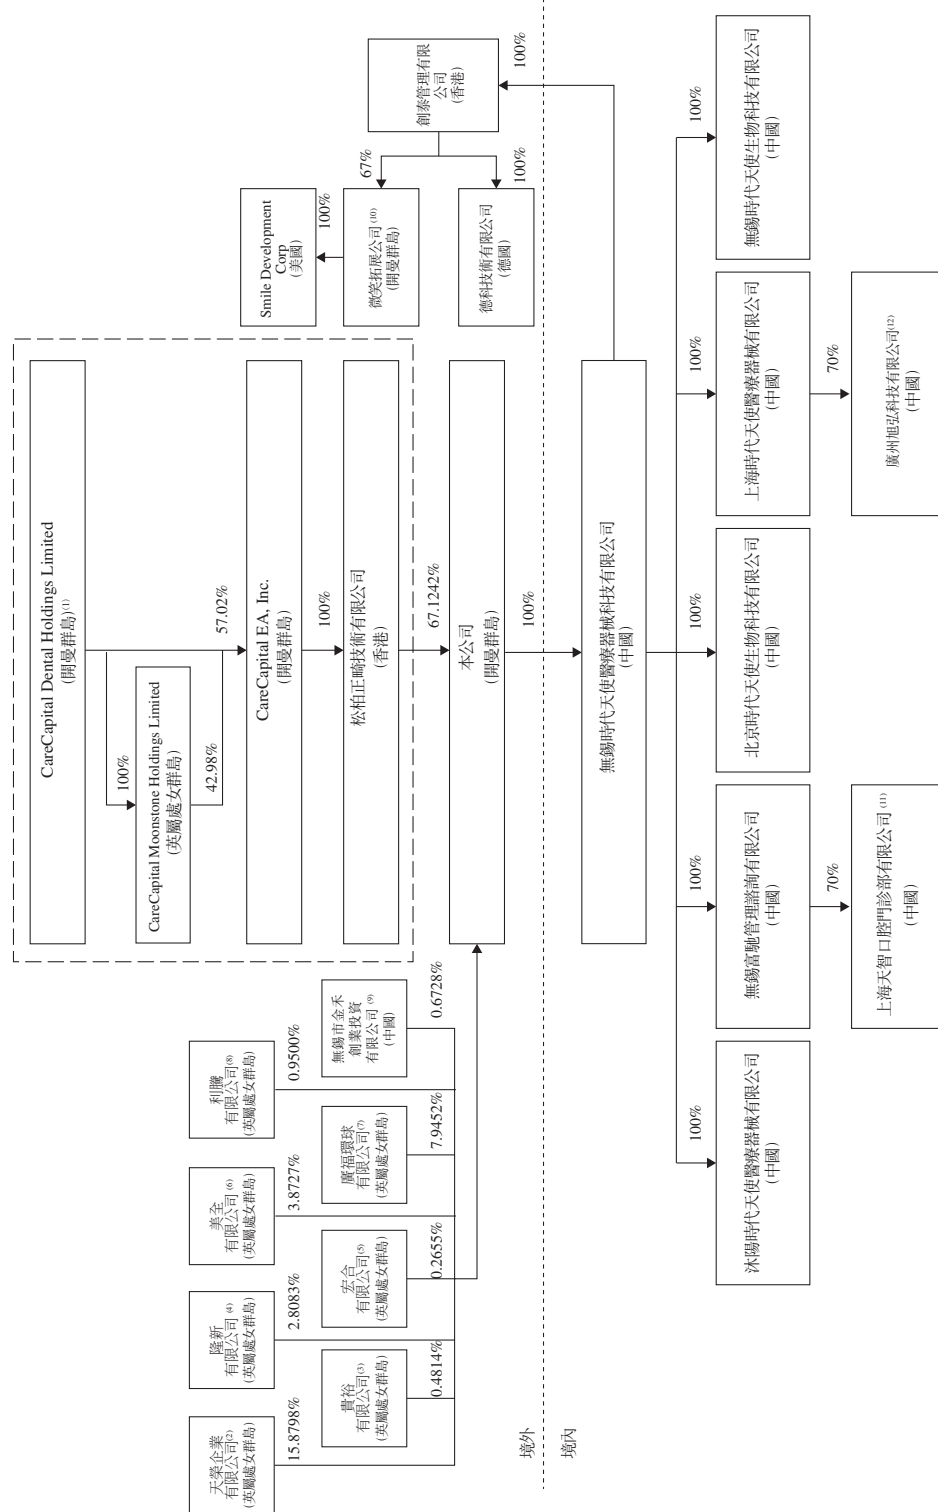 CareCapital Dental Holdings Limited
(開曼群島)(1)
100%
CareCapital Moonstone Holdings Limited
(英屬處女群島)
42.98%
57.02%
CareCapital EA, Inc.
(開曼群島)
100%
松柏正畸技術有限公司
(香港)
67.1242%
天榮企業
有限公司(2)
(英屬處女群島)
15.8798%
隆新
有限公司(4)
(英屬處女群島)
2.8083%
美全
有限公司(6)
(英屬處女群島)
3.8727%
利騰
有限公司(8)
(英屬處女群島)
0.9500%
貴裕
有限公司(3)
(英屬處女群島)
0.4814%
宏合
有限公司(5)
(英屬處女群島)
0.2655%
廣福環球
有限公司(7)
(英屬處女群島)
7.9452%
無錫市金禾
創業投資
有限公司(9)
(中國)
0.6728%
本公司
(開曼群島)
100%
Smile Development
Corp
(美國)
100%
微笑拓展公司(10)
(開曼群島)
67%
創泰管理有限
公司
(香港)
100%
德科技術有限公司
(德國)
100%
境外
境內
無錫時代天使醫療器械科技有限公司
(中國)
100%
沐陽時代天使醫療器械有限公司
(中國)
100%
無錫富馳管理諮詢有限公司
(中國)
100%
北京時代天使生物科技有限公司
(中國)
100%
上海時代天使醫療器械有限公司
(中國)
100%
無錫時代天使生物科技有限公司
(中國)
70%
上海天智口腔門診部有限公司(11)
(中國)
70%
廣州旭弘科技有限公司(12)
(中國)